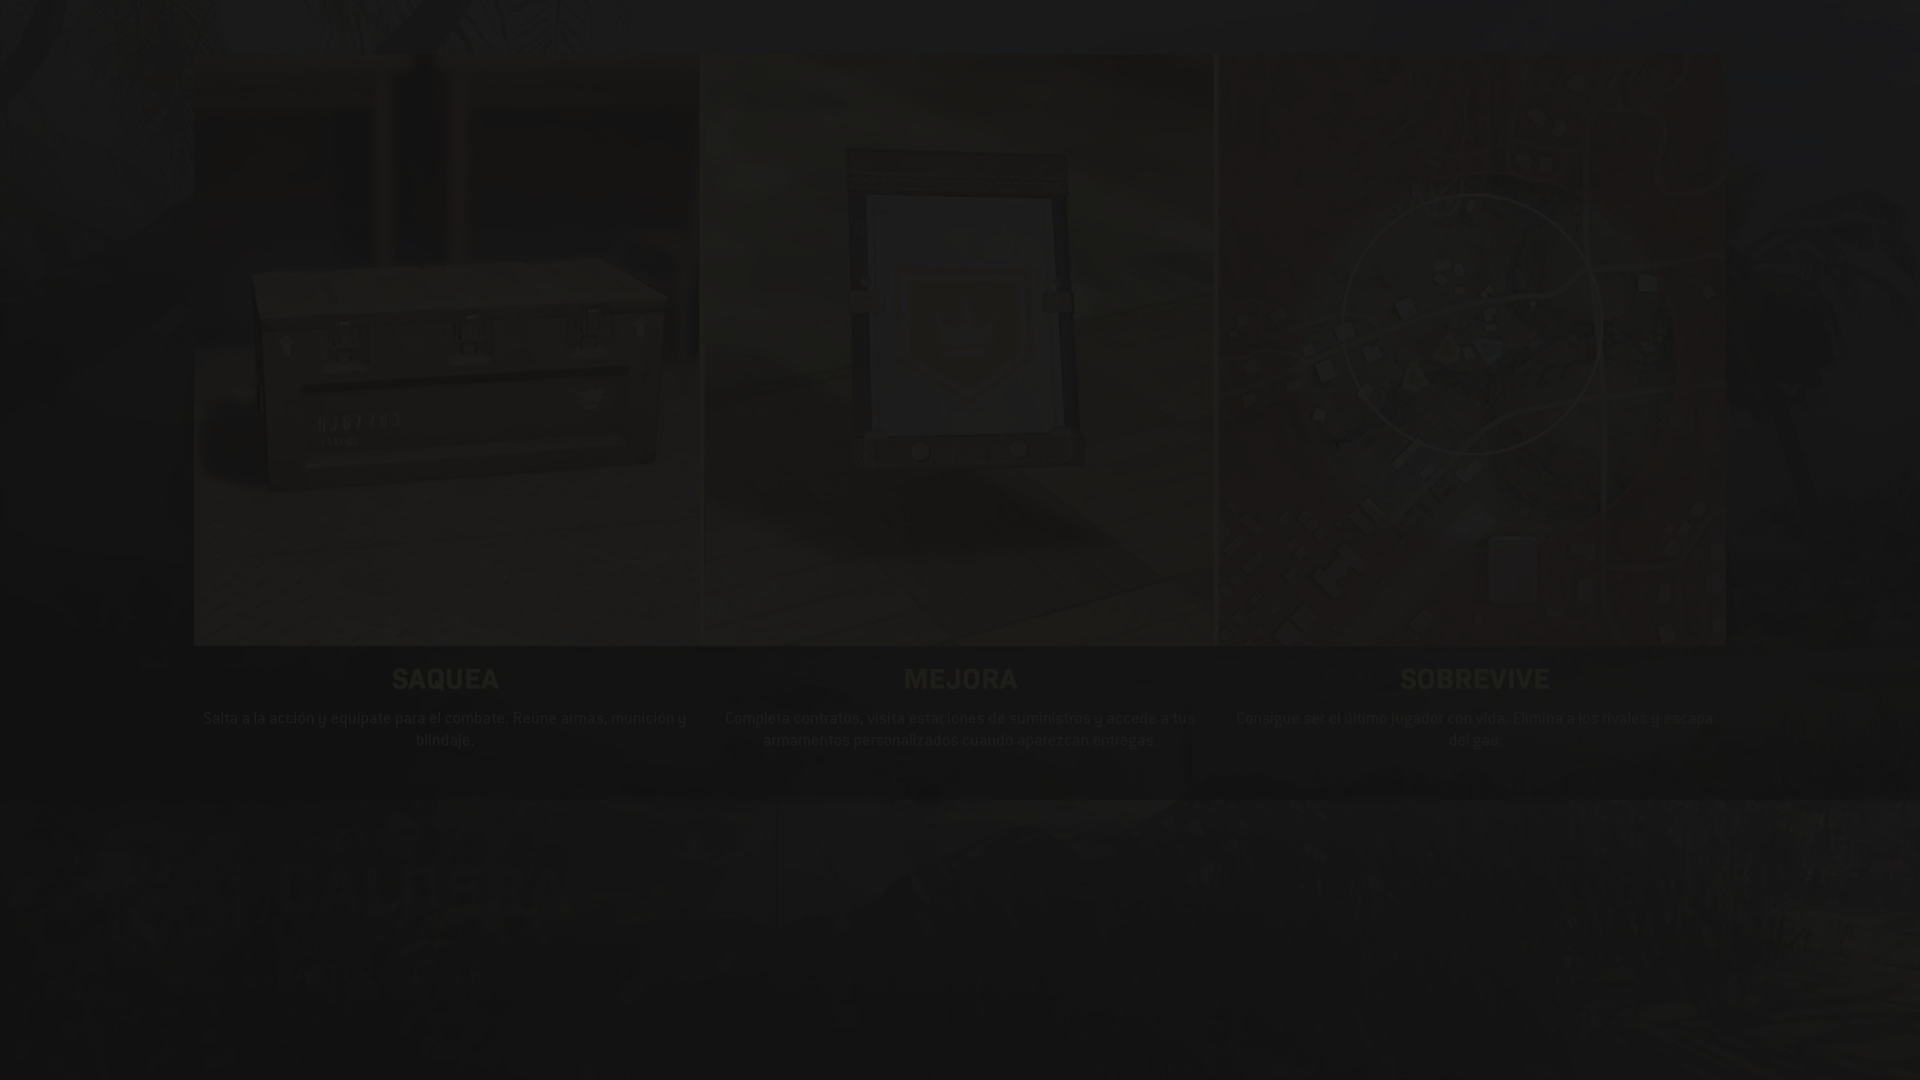 SAQUEA
Salta a la acción y equípate para el combate. Reúne armas, munición y
blindaje.
MEJORA
Completa contratos, visita estaciones de suministros y accede a tus
armamentos personalizados cuando aparezcan entregas.
SOBREVIVE
Consigue ser el último jugador con vida. Elimina a los rivales y escapa
del gas.
CALDERA